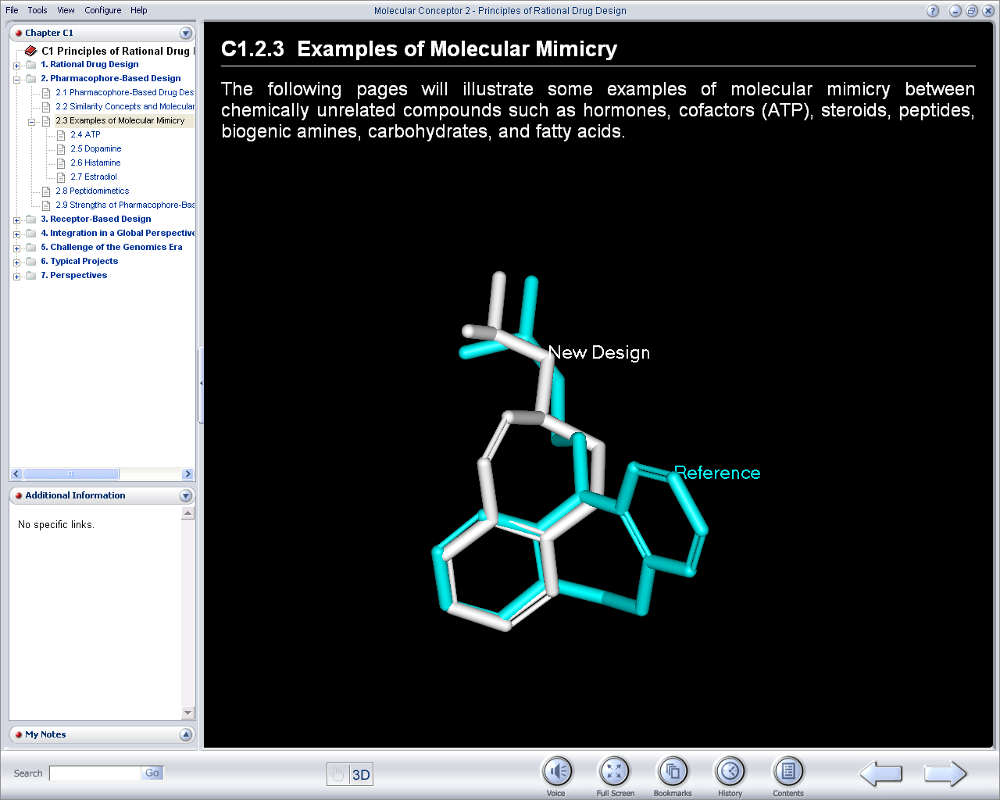 File Tools View Configure Help
Molecular Conceptor 2 - Principles of Rational Drug Design
Chapter C1
C1 Principles of Rational Drug
1. Rational Drug Design
2. Pharmacophore-Based Design
2.1 Pharmacophore-Based Drug Des
2.2 Similarity Concepts and Molecular
2.3 Examples of Molecular Mimicry
2.4 ATP
2.5 Dopamine
2.6 Histamine
2.7 Estradiol
2.8 Peptidomimetics
2.9 Strengths of Pharmacophore-Bas
3. Receptor-Based Design
4. Integration in a Global Perspective
5. Challenge of the Genomics Era
6. Typical Projects
7. Perspectives
Additional Information
No specific links.
My Notes
C1.2.3 Examples of Molecular Mimicry
The following pages will illustrate some examples of molecular mimicry between
chemically unrelated compounds such as hormones, cofactors (ATP), steroids, peptides,
biogenic amines, carbohydrates, and fatty acids.
New Design
Reference
Search Go
3D
Voice Full Screen Bookmarks History Contents